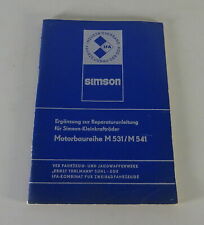 IFA
SIMSON
Ergänzung zur Reparaturanleitung
für Simson-Kleinkrafträder
Motorbaureihe M 531/M 541
VEB FAHRZEUG- UND JAGDWAFFENWERK
„ERNST THÄLMANN" SUHL · DDR
IFA-KOMBINAT FÜR ZWEIRADFAHRZEUGE